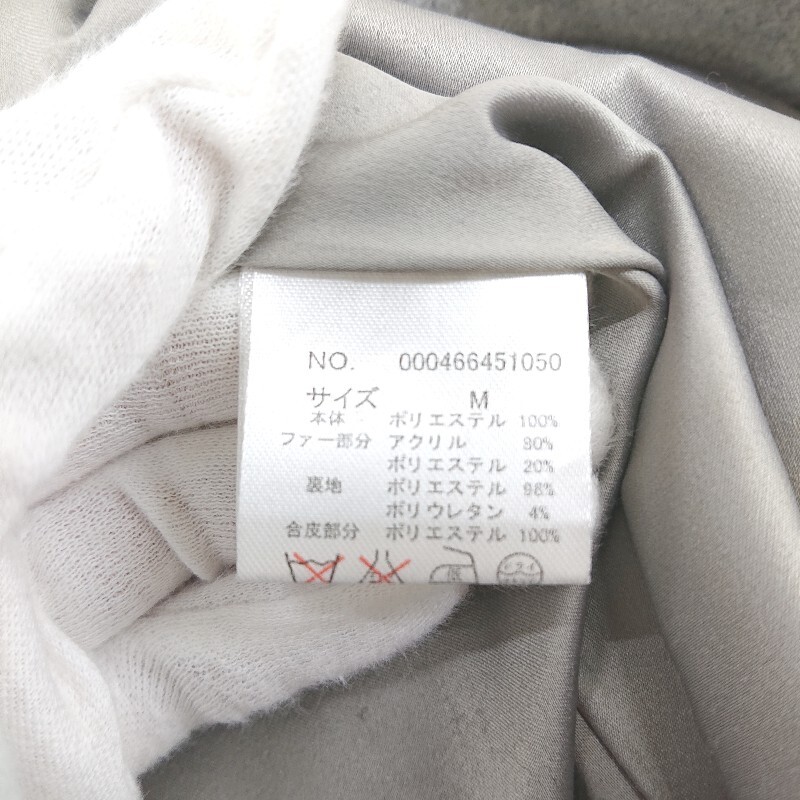 NO. 000466451050
サイズ M
本体 ポリエステル 100%
ファー部分 アクリル 80%
ポリエステル 20%
裏地 ポリエステル 96%
ポリウレタン 4%
合皮部分 ポリエステル 100%
ドライ